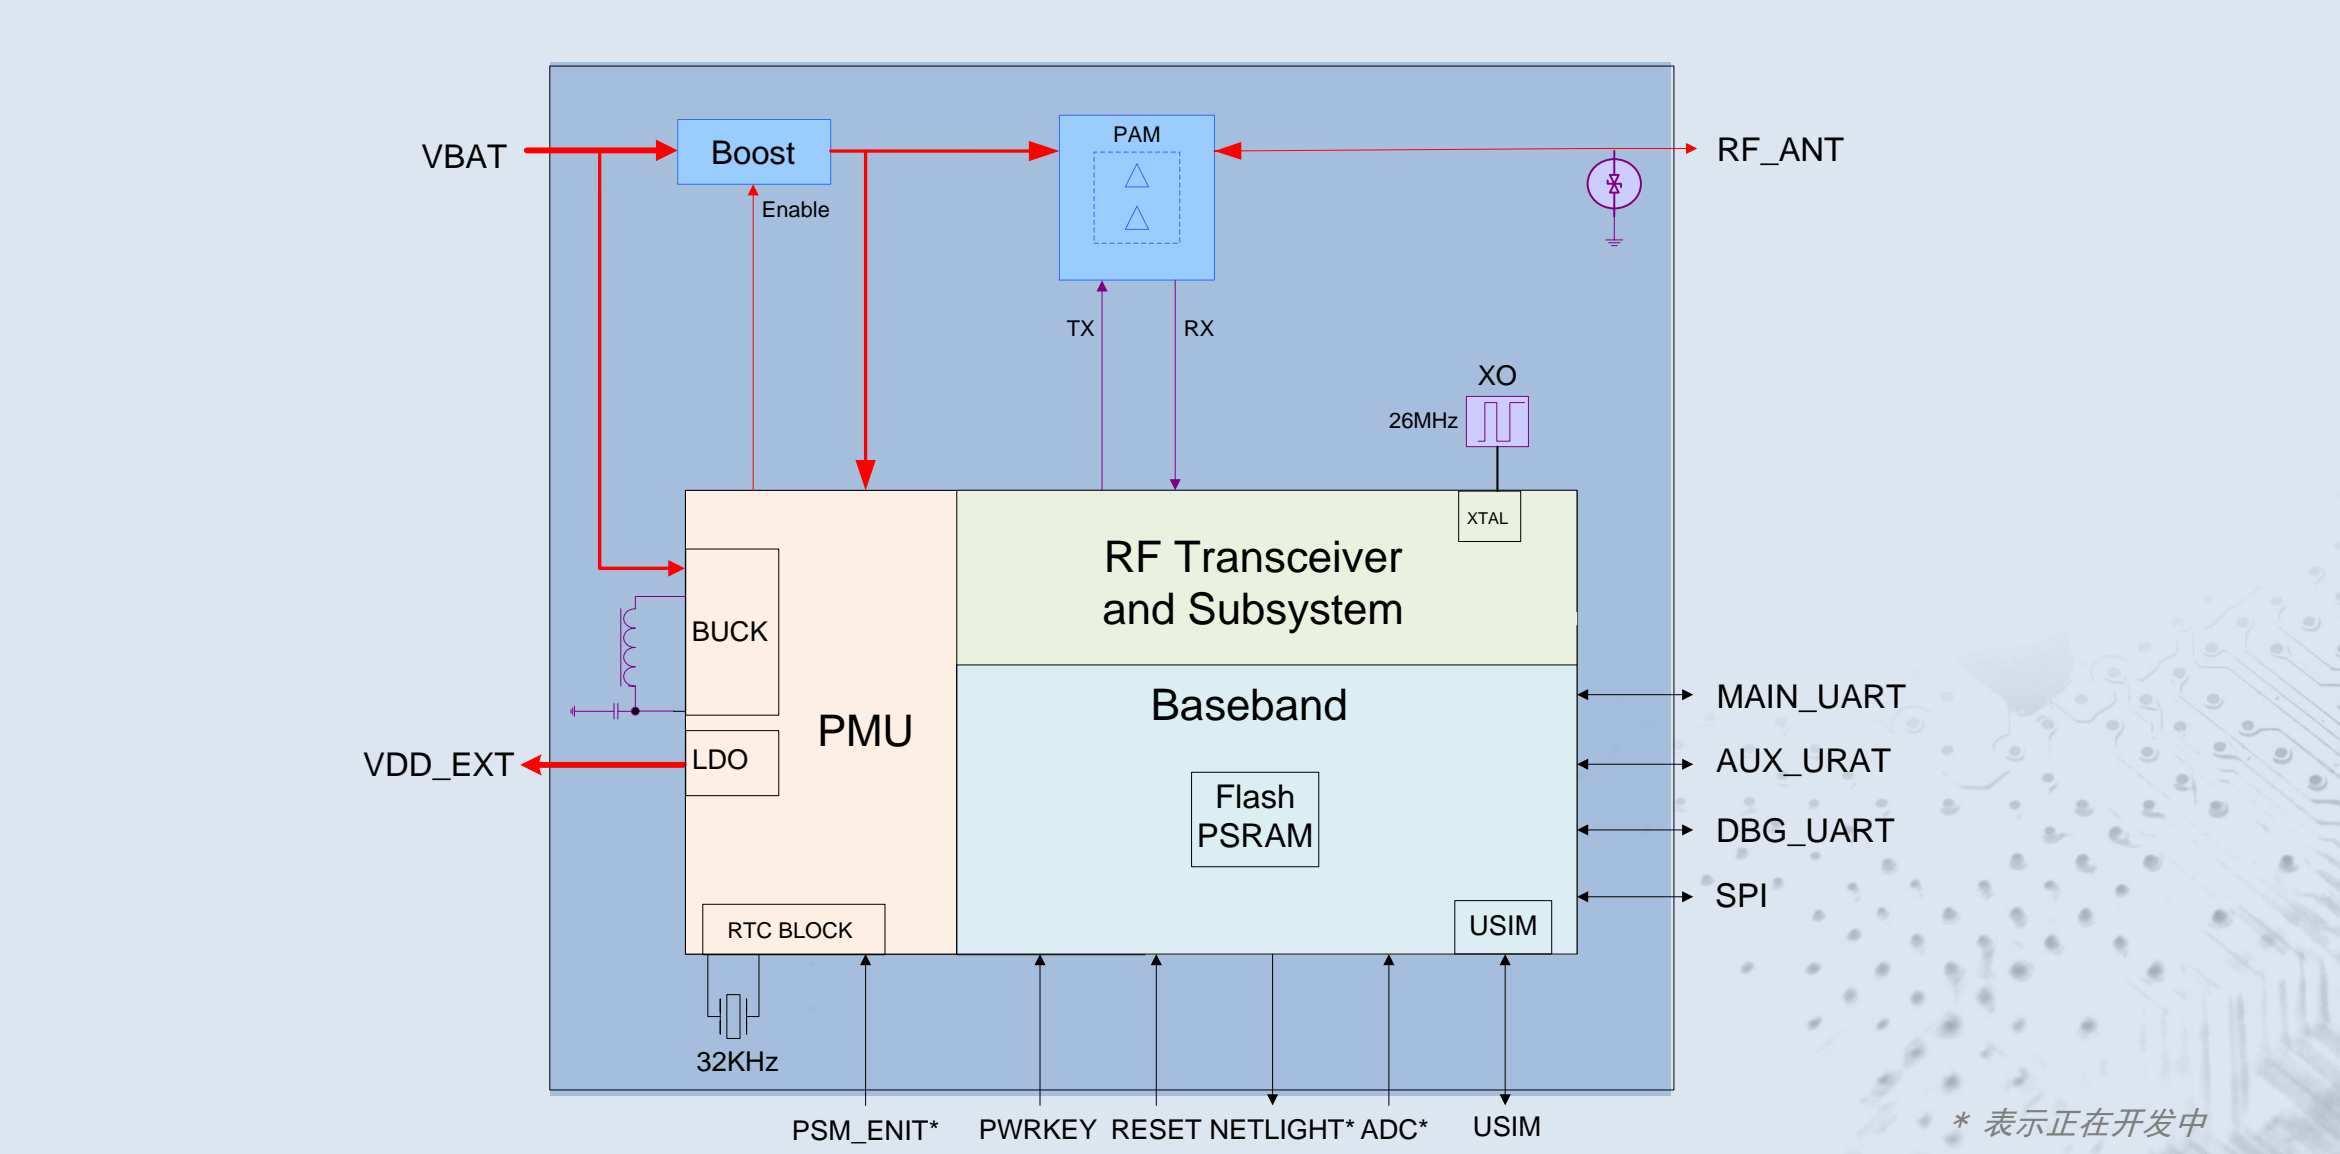 VBAT
Boost
PAM
RF_ANT
Enable
TX
RX
XO
26MHz
XTAL
RF Transceiver
and Subsystem
BUCK
PMU
Baseband
MAIN_UART
VDD_EXT
LDO
AUX_URAT
Flash
PSRAM
DBG_UART
SPI
RTC BLOCK
USIM
32KHz
PSM_ENIT*
PWRKEY
RESET
NETLIGHT*
ADC*
USIM
* 表示正在开发中